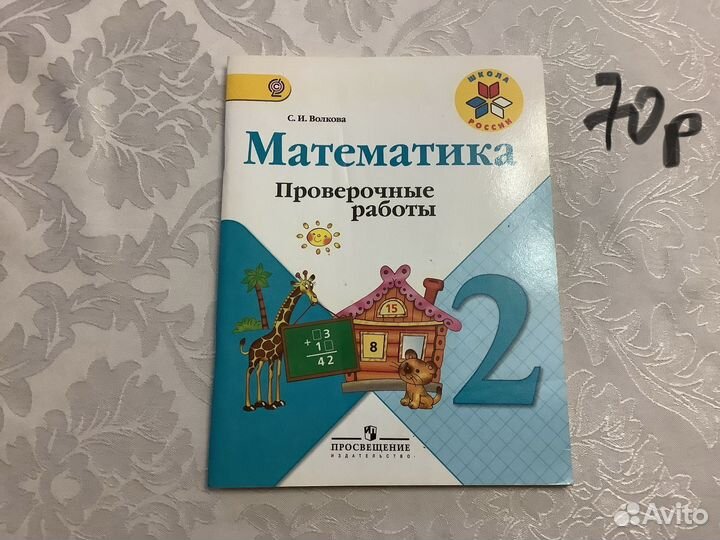 С. И. Волкова
ШКОЛА
РОССИИ
70р
Математика
Проверочные
работы
15
□3
+
1□
42
8
2
ПРОСВЕЩЕНИЕ
ИЗДАТЕЛЬСТВО
Avito